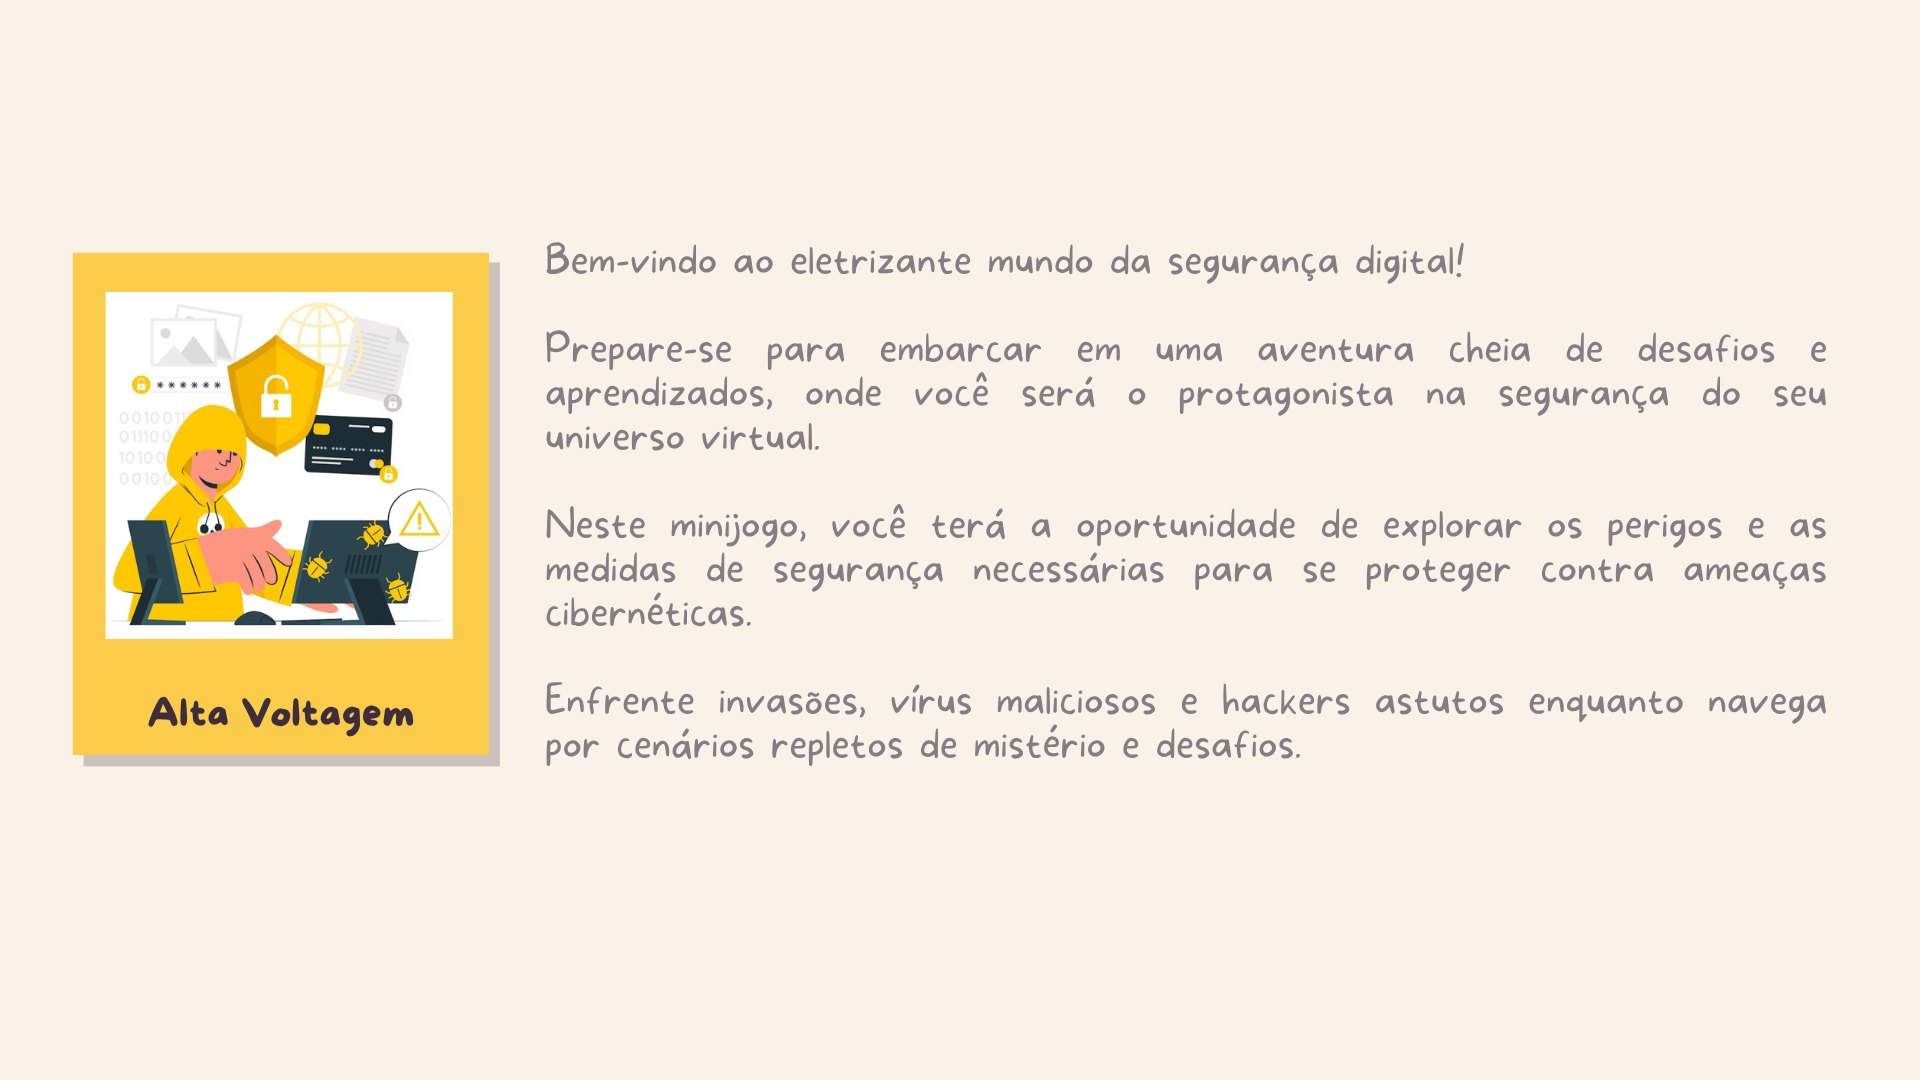 Bem-vindo ao eletrizante mundo da segurança digital!
Prepare-se para embarcar em uma aventura cheia de desafios e
aprendizados, onde você será o protagonista na segurança do seu
universo virtual.
Neste minijogo, você terá a oportunidade de explorar os perigos e as
medidas de segurança necessárias para se proteger contra ameaças
cibernéticas.
Enfrente invasões, vírus maliciosos e hackers astutos enquanto navega
por cenários repletos de mistério e desafios.
******
0010011
01110
10100
00100
!
Alta Voltagem